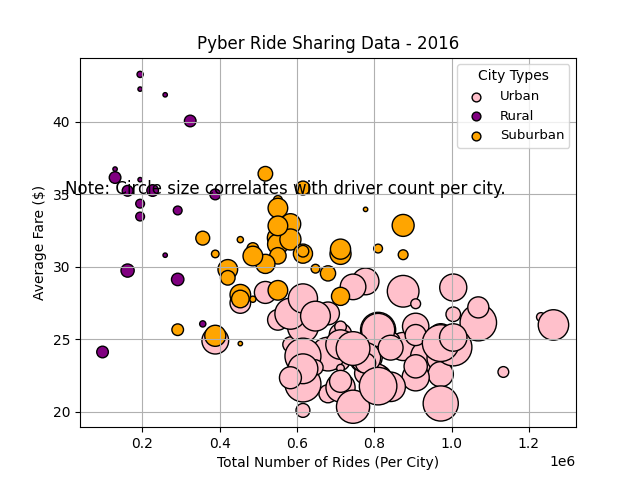 Pyber Ride Sharing Data - 2016
City Types
Urban
Rural
Suburban
40
Note: Circle size correlates with driver count per city.
35
30
25
20
Average Fare ($)
0.2 0.4 0.6 0.8 1.0 1.2
1e6
Total Number of Rides (Per City)